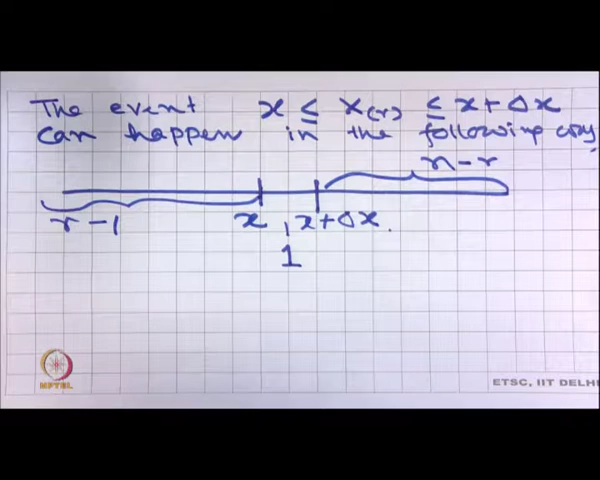 The event x ≤ X(r) ≤ x + Δx
can happen in the following way
n - r
r - 1 x x + Δx.
1
NPTEL
ETSC, IIT DELHI